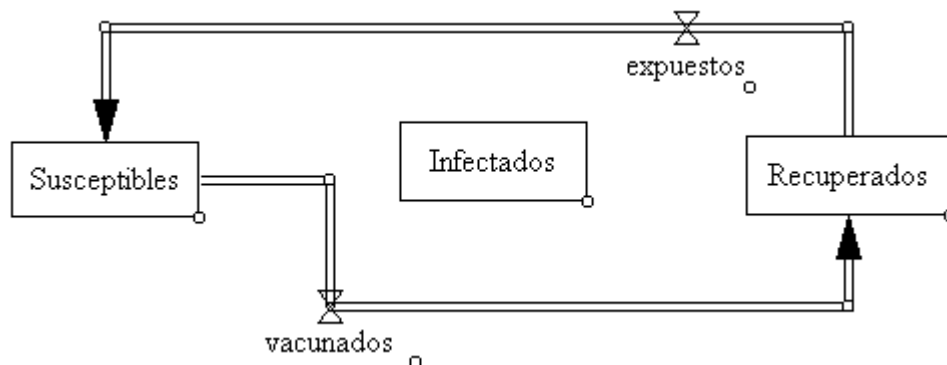 expuestos
Susceptibles
Infectados
Recuperados
vacunados